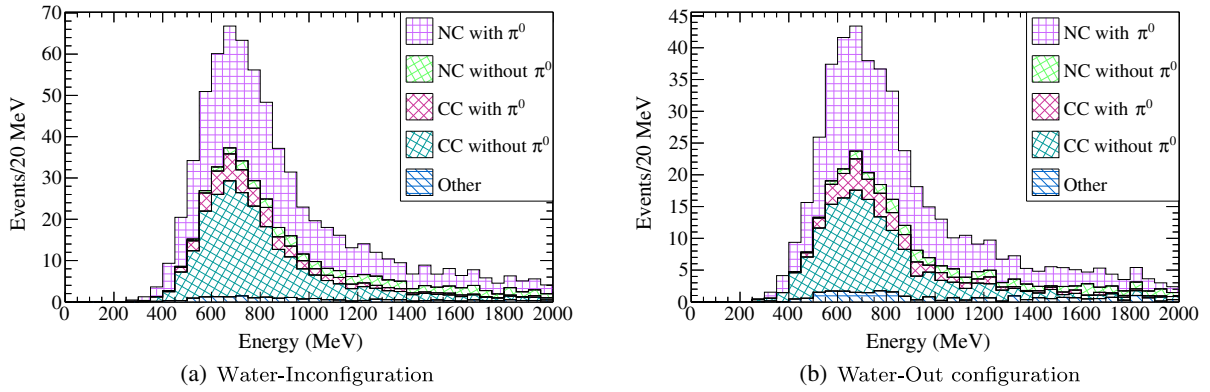 Events/20 MeV
70
60
50
40
30
20
10
0
0 200 400 600 800 1000 1200 1400 1600 1800 2000
Energy (MeV)
NC with π⁰
NC without π⁰
CC with π⁰
CC without π⁰
Other
(a) Water-Inconfiguration
Events/20 MeV
45
40
35
30
25
20
15
10
5
0
0 200 400 600 800 1000 1200 1400 1600 1800 2000
Energy (MeV)
NC with π⁰
NC without π⁰
CC with π⁰
CC without π⁰
Other
(b) Water-Out configuration